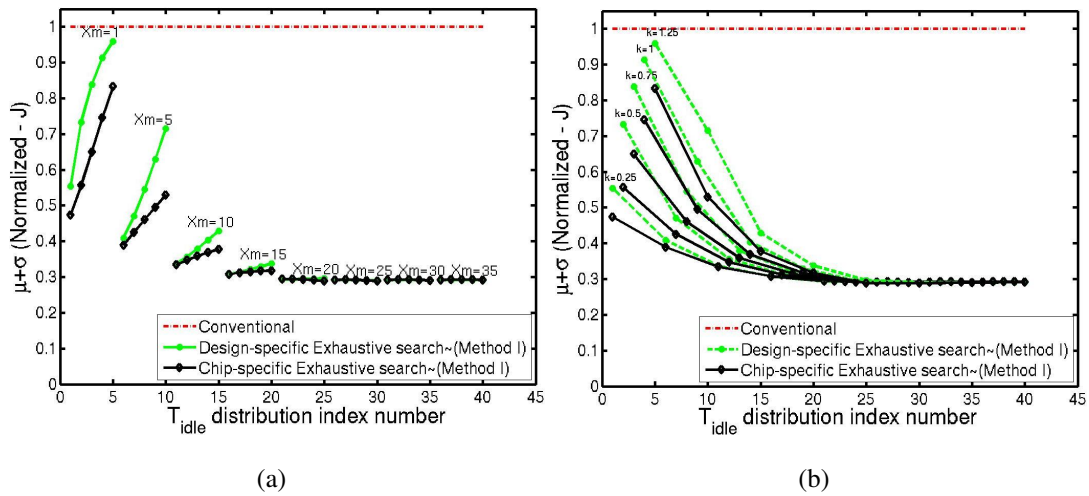 1
0.9
0.8
0.7
0.6
0.5
0.4
0.3
0.2
0.1
0
μ+σ (Normalized - J)
Xm=1
Xm=5
Xm=10
Xm=15
Xm=20 Xm=25 Xm=30 Xm=35
Conventional
Design-specific Exhaustive search~(Method I)
Chip-specific Exhaustive search~(Method I)
0 5 10 15 20 25 30 35 40 45
T_idle distribution index number
(a)
1
0.9
0.8
0.7
0.6
0.5
0.4
0.3
0.2
0.1
0
μ+σ (Normalized - J)
k=1.25
k=1
k=0.75
k=0.5
k=0.25
Conventional
Design-specific Exhaustive search~(Method I)
Chip-specific Exhaustive search~(Method I)
0 5 10 15 20 25 30 35 40 45
T_idle distribution index number
(b)